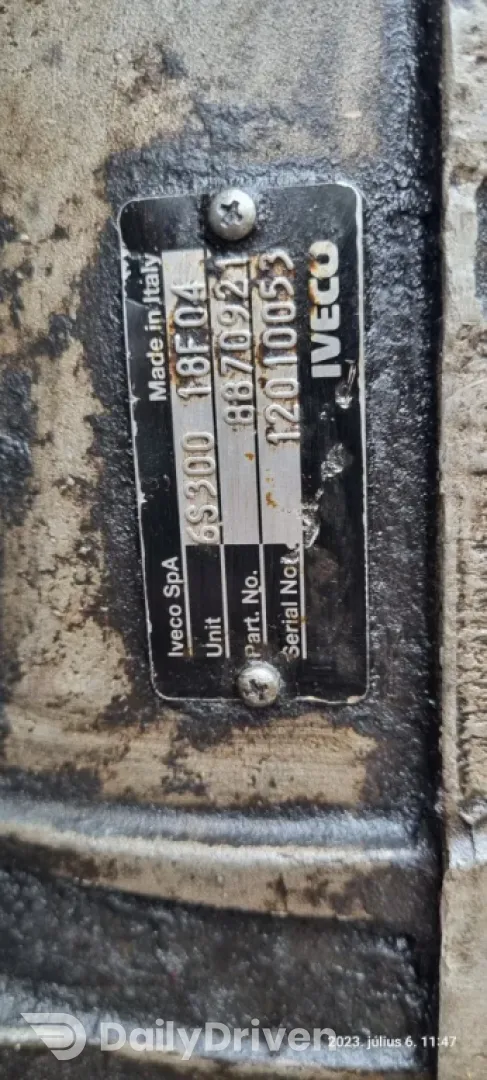 Iveco SpA Made in Italy
Unit 6S300 18F04
Part. No. 8870921
Serial No. 12010053
IVECO
DailyDriven
2023. július 6. 11:47